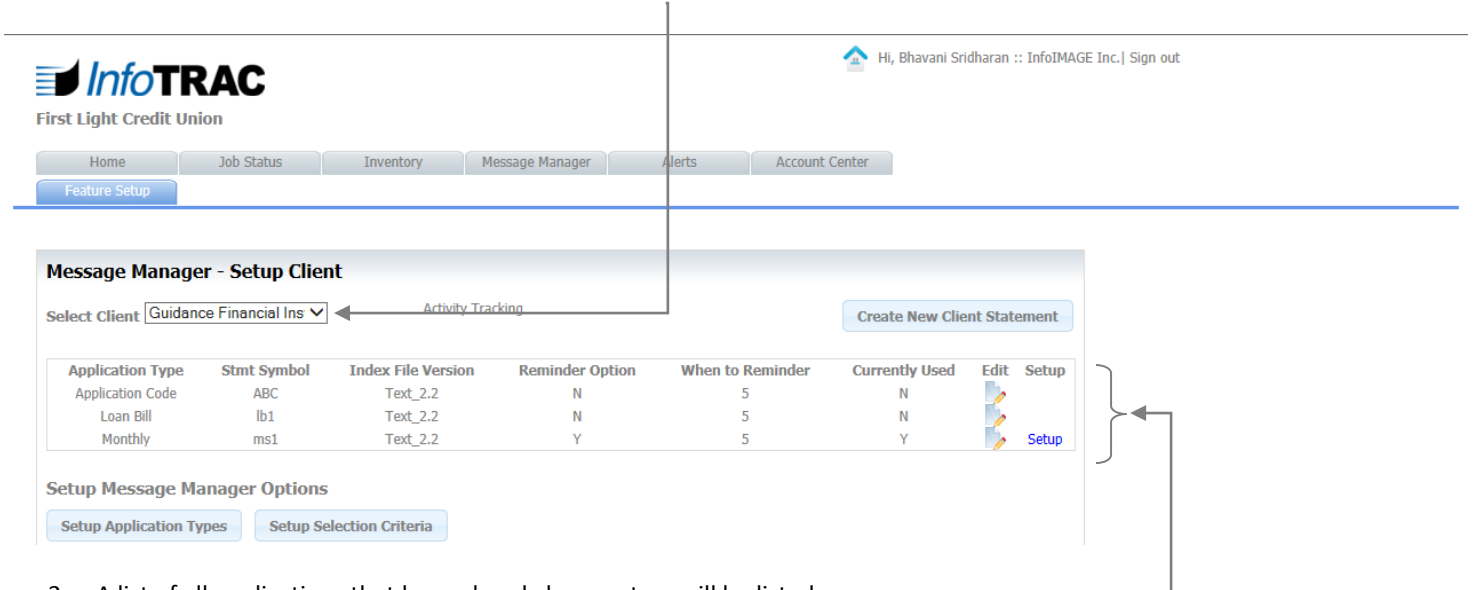 Hi, Bhavani Sridharan :: InfoIMAGE Inc.| Sign out
InfoTRAC
First Light Credit Union
Home Job Status Inventory Message Manager Alerts Account Center
Feature Setup
Message Manager - Setup Client
Select Client Guidance Financial Ins Activity Tracking Create New Client Statement
Application Type Stmt Symbol Index File Version Reminder Option When to Reminder Currently Used Edit Setup
Application Code ABC Text_2.2 N 5 N
Loan Bill lb1 Text_2.2 N 5 N
Monthly ms1 Text_2.2 Y 5 Y Setup
Setup Message Manager Options
Setup Application Types Setup Selection Criteria